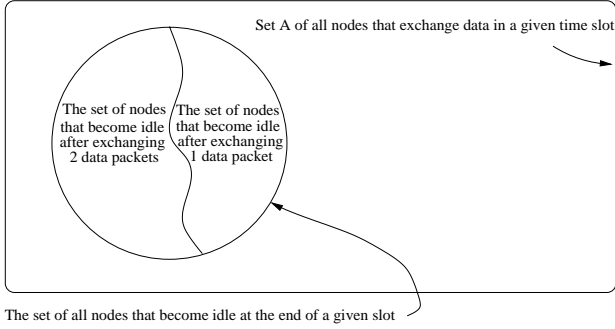 Set A of all nodes that exchange data in a given time slot
The set of nodes
that become idle
after exchanging
2 data packets
The set of nodes
that become idle
after exchanging
1 data packet
The set of all nodes that become idle at the end of a given slot